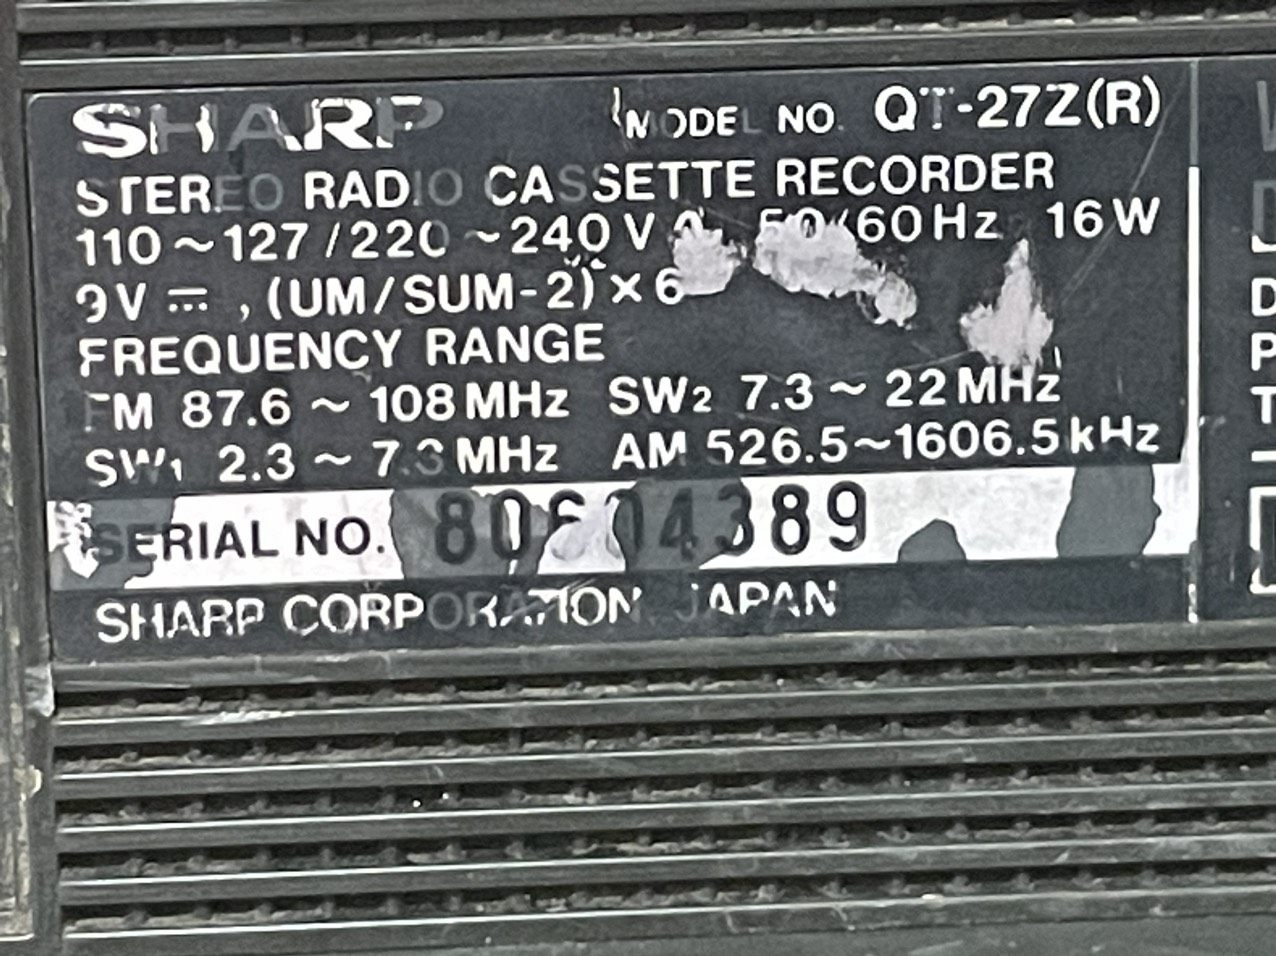 SHARP MODEL NO. QT-27Z(R)
STEREO RADIO CASSETTE RECORDER
110~127/220~240V 50/60Hz 16W
9V ⎓, (UM/SUM-2)×6
FREQUENCY RANGE
FM 87.6~108MHz SW2 7.3~22MHz
SW1 2.3~7.3MHz AM 526.5~1606.5kHz
SERIAL NO. 80604389
SHARP CORPORATION JAPAN
D
P
T